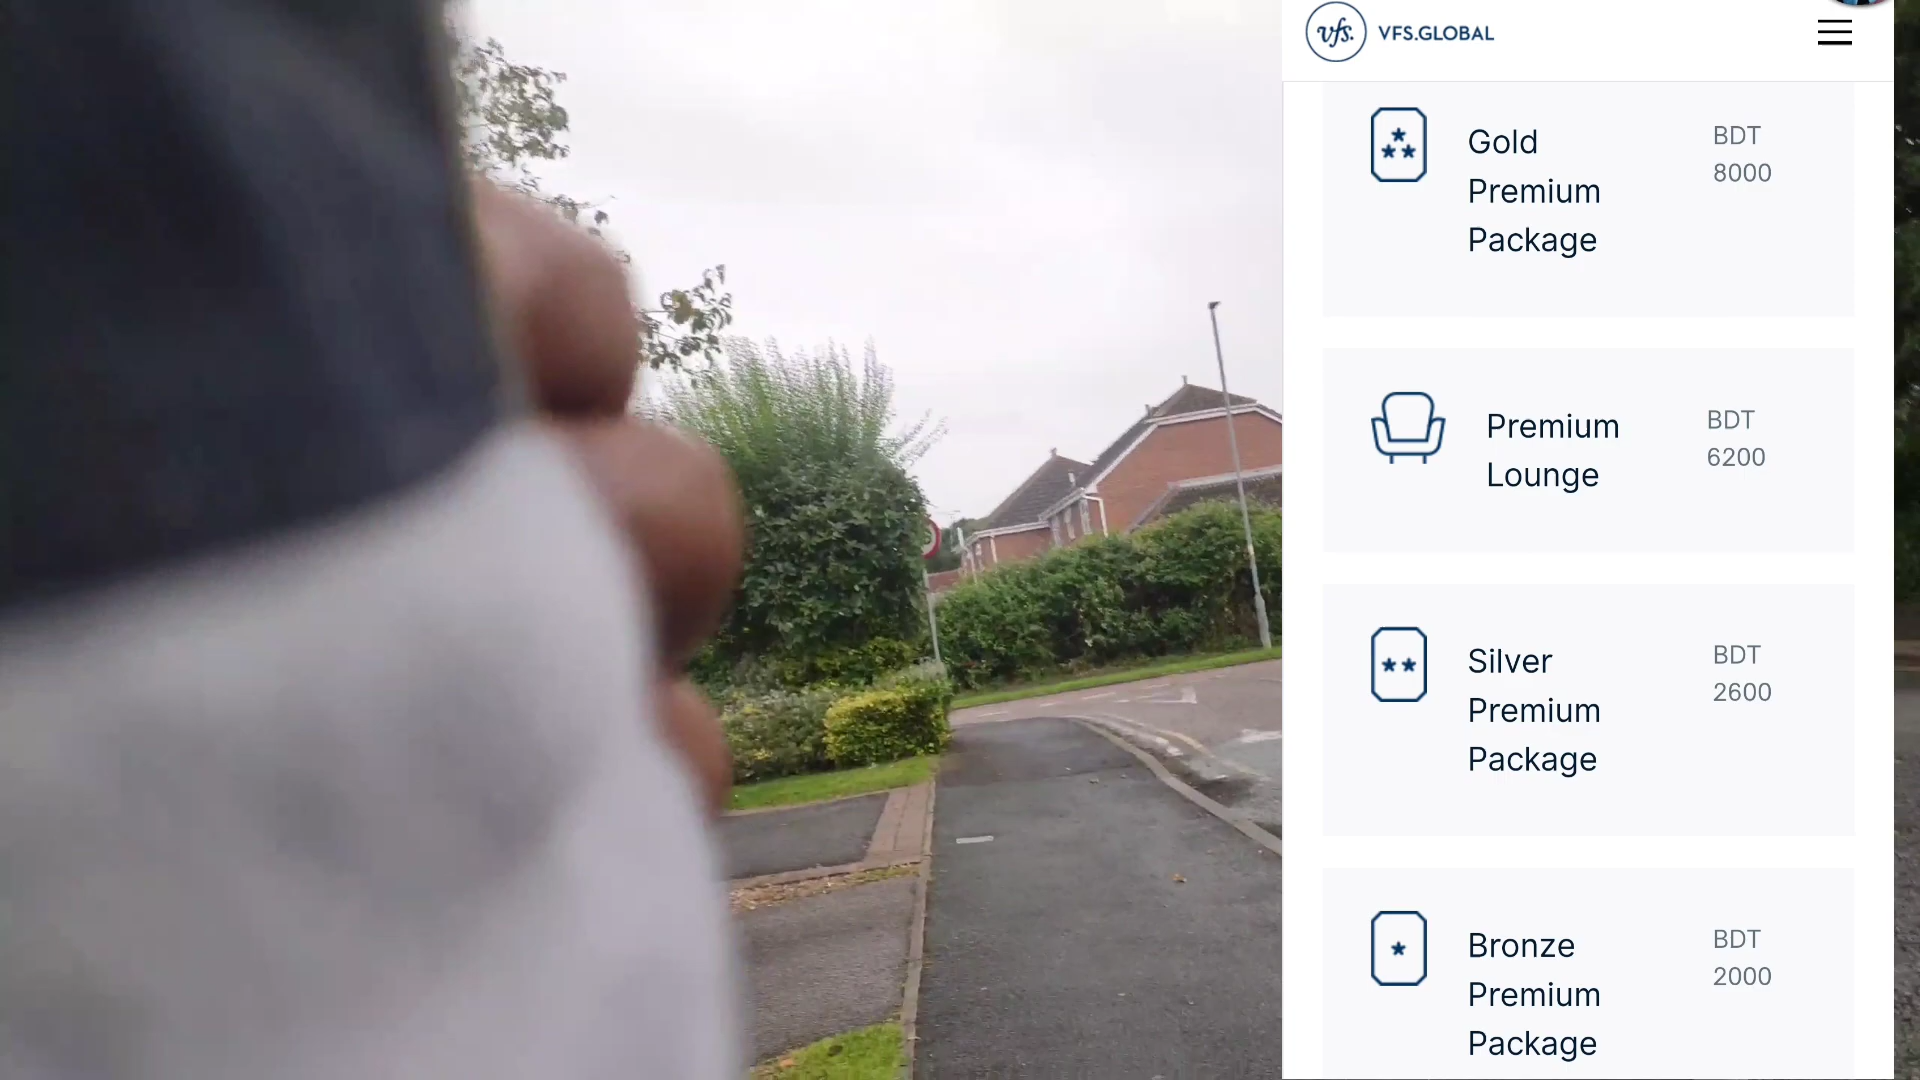 vfs. VFS.GLOBAL
Gold
Premium
Package
BDT
8000
Premium
Lounge
BDT
6200
Silver
Premium
Package
BDT
2600
Bronze
Premium
Package
BDT
2000